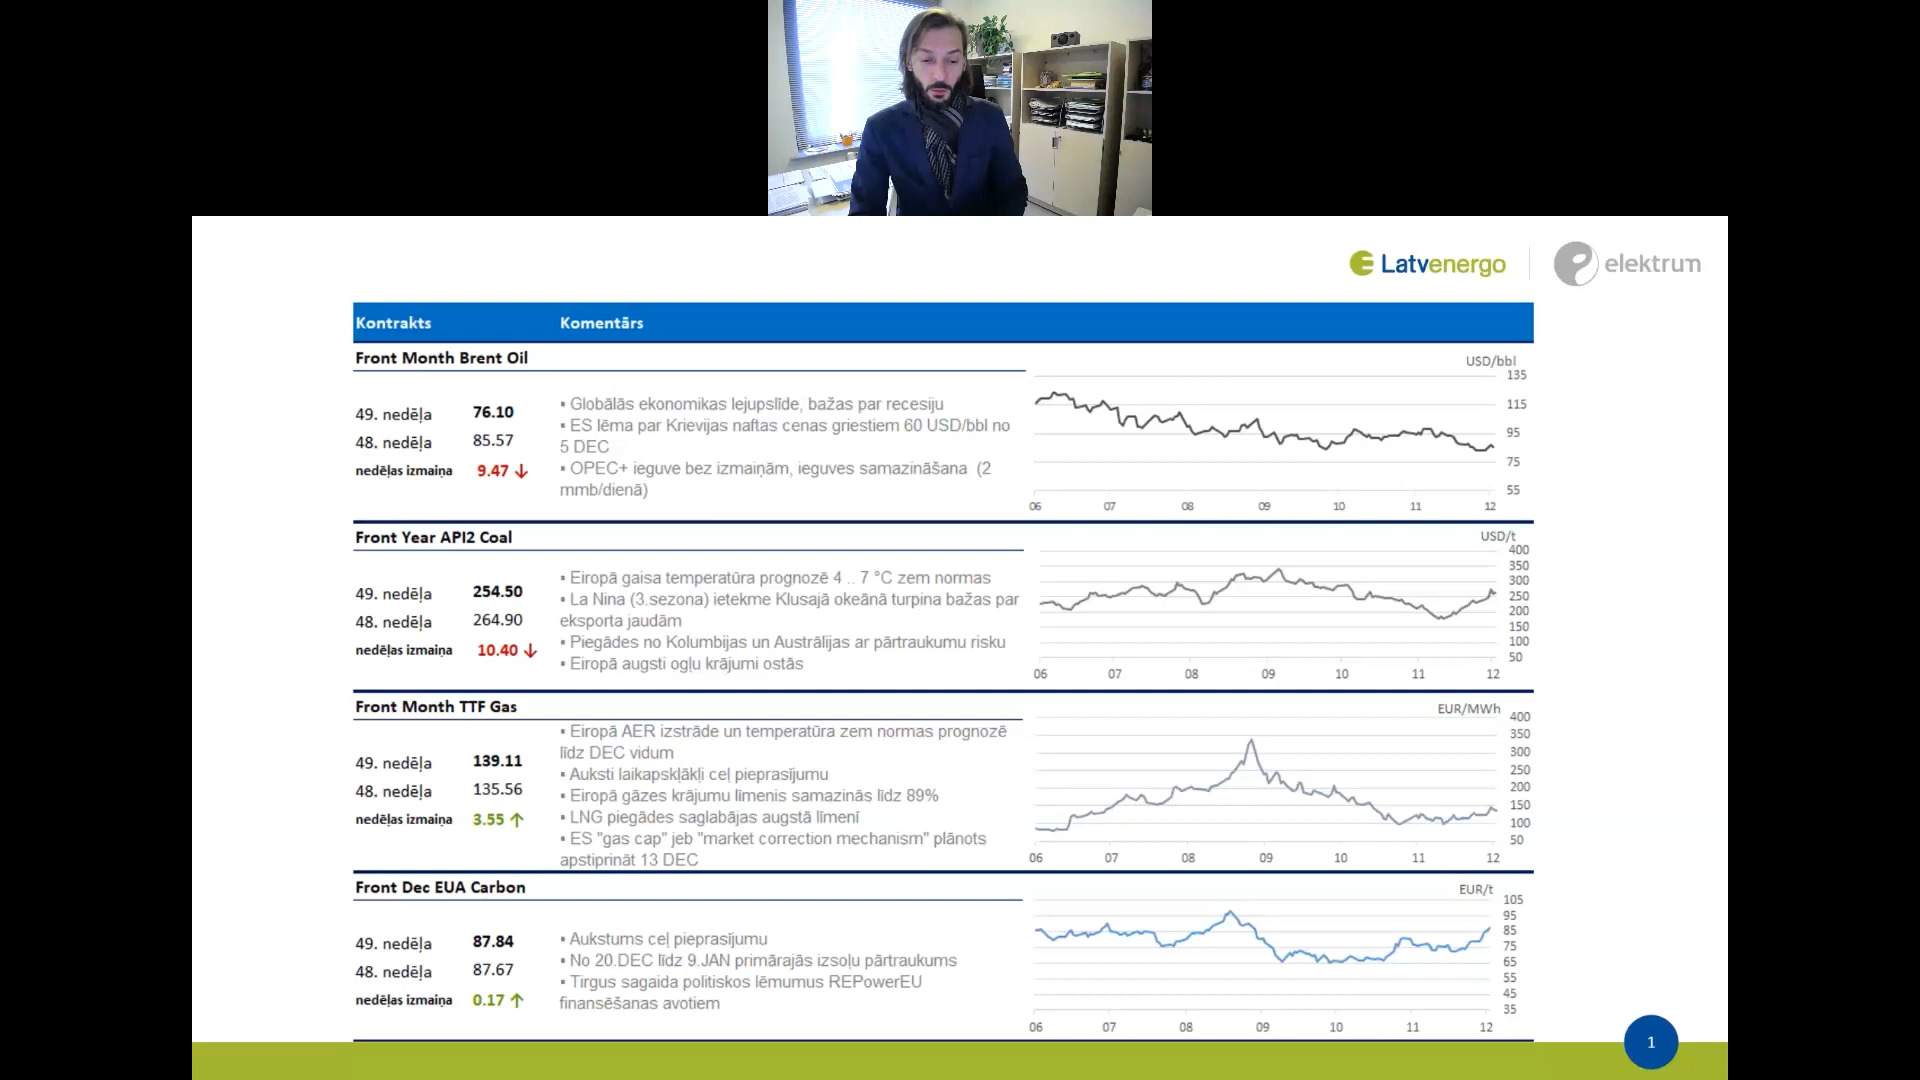 Latvenergo
elektrum
Kontrakts Komentārs
Front Month Brent Oil
49. nedēļa 76.10
48. nedēļa 85.57
nedēļas izmaiņa 9.47 ↓
▪ Globālās ekonomikas lejupslīde, bažas par recesiju
▪ ES lēma par Krievijas naftas cenas griestiem 60 USD/bbl no
5 DEC
▪ OPEC+ ieguve bez izmaiņām, ieguves samazināšana (2
mmb/dienā)
USD/bbl
135
115
95
75
55
06 07 08 09 10 11 12
Front Year API2 Coal
49. nedēļa 254.50
48. nedēļa 264.90
nedēļas izmaiņa 10.40 ↓
▪ Eiropā gaisa temperatūra prognozē 4 .. 7 °C zem normas
▪ La Nina (3.sezona) ietekme Klusajā okeānā turpina bažas par
eksporta jaudām
▪ Piegādes no Kolumbijas un Austrālijas ar pārtraukumu risku
▪ Eiropā augsti ogļu krājumi ostās
USD/t
400
350
300
250
200
150
100
50
06 07 08 09 10 11 12
Front Month TTF Gas
49. nedēļa 139.11
48. nedēļa 135.56
nedēļas izmaiņa 3.55 ↑
▪ Eiropā AER izstrāde un temperatūra zem normas prognozē
līdz DEC vidum
▪ Auksti laikapskļākļi ceļ pieprasījumu
▪ Eiropā gāzes krājumu līmenis samazinās līdz 89%
▪ LNG piegādes saglabājas augstā līmenī
▪ ES "gas cap" jeb "market correction mechanism" plānots
apstiprināt 13 DEC
EUR/MWh
400
350
300
250
200
150
100
50
06 07 08 09 10 11 12
Front Dec EUA Carbon
49. nedēļa 87.84
48. nedēļa 87.67
nedēļas izmaiņa 0.17 ↑
▪ Aukstums ceļ pieprasījumu
▪ No 20.DEC līdz 9.JAN primārajās izsoļu pārtraukums
▪ Tirgus sagaida politiskos lēmumus REPowerEU
finansēšanas avotiem
EUR/t
105
95
85
75
65
55
45
35
06 07 08 09 10 11 12
1